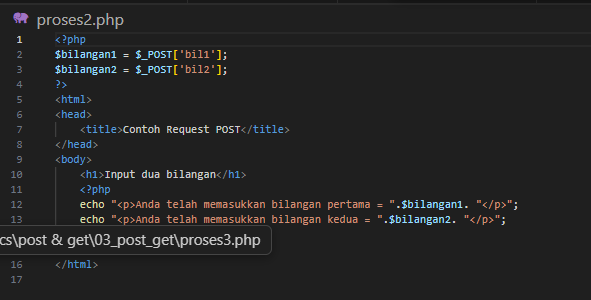 proses2.php
1 <?php
2 $bilangan1 = $_POST['bil1'];
3 $bilangan2 = $_POST['bil2'];
4 ?>
5 <html>
6 <head>
7 <title>Contoh Request POST</title>
8 </head>
9 <body>
10 <h1>Input dua bilangan</h1>
11 <?php
12 echo "<p>Anda telah memasukkan bilangan pertama = ".$bilangan1. "</p>";
13 echo "<p>Anda telah memasukkan bilangan kedua = ".$bilangan2. "</p>";
cs\post & get\03_post_get\proses3.php
16 </html>
17